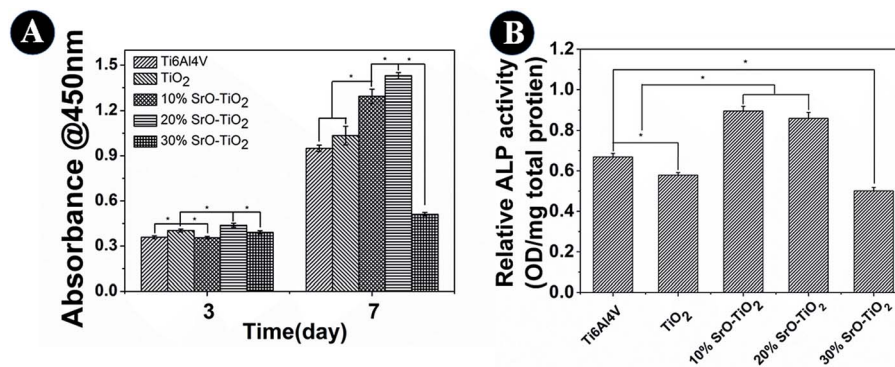 A
Absorbance @450nm
1.5
1.2
0.9
0.6
0.3
0.0
Ti6Al4V
TiO2
10% SrO-TiO2
20% SrO-TiO2
30% SrO-TiO2
* * *
* * * *
3
7
Time(day)
B
Relative ALP activity
(OD/mg total protien)
1.2
1.0
0.8
0.6
0.4
0.2
0.0
*
*
*
Ti6Al4V
TiO2
10% SrO-TiO2
20% SrO-TiO2
30% SrO-TiO2